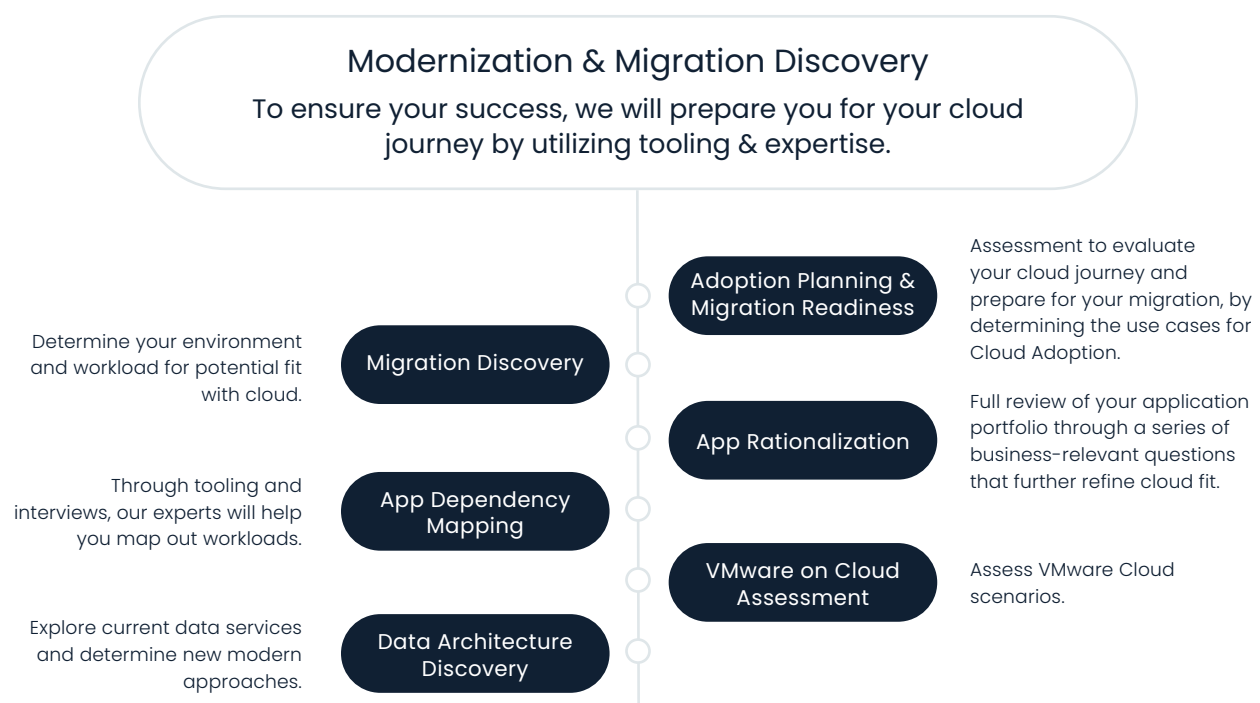 Modernization & Migration Discovery
To ensure your success, we will prepare you for your cloud
journey by utilizing tooling & expertise.
Adoption Planning &
Migration Readiness
Assessment to evaluate
your cloud journey and
prepare for your migration, by
determining the use cases for
Cloud Adoption.
Migration Discovery
Determine your environment
and workload for potential fit
with cloud.
App Rationalization
Full review of your application
portfolio through a series of
business-relevant questions
that further refine cloud fit.
App Dependency
Mapping
Through tooling and
interviews, our experts will help
you map out workloads.
VMware on Cloud
Assessment
Assess VMware Cloud
scenarios.
Data Architecture
Discovery
Explore current data services
and determine new modern
approaches.